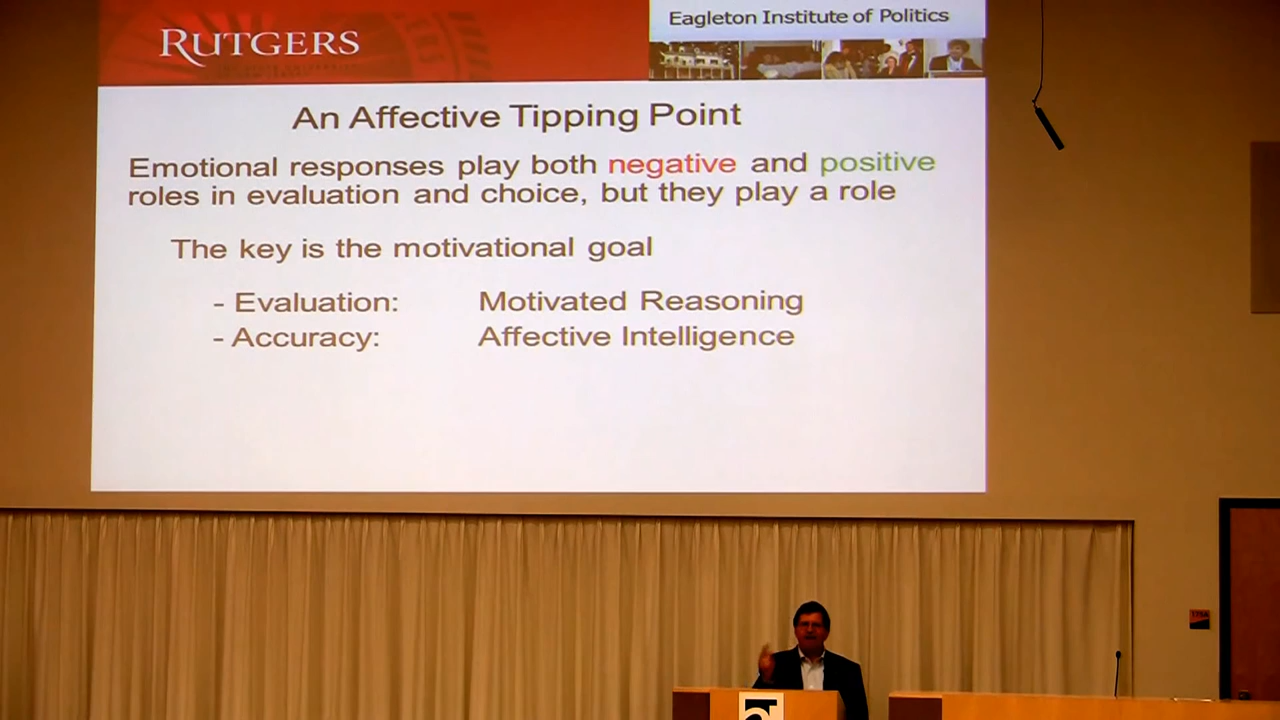 RUTGERS
Eagleton Institute of Politics
An Affective Tipping Point
Emotional responses play both negative and positive
roles in evaluation and choice, but they play a role
The key is the motivational goal
- Evaluation: Motivated Reasoning
- Accuracy: Affective Intelligence